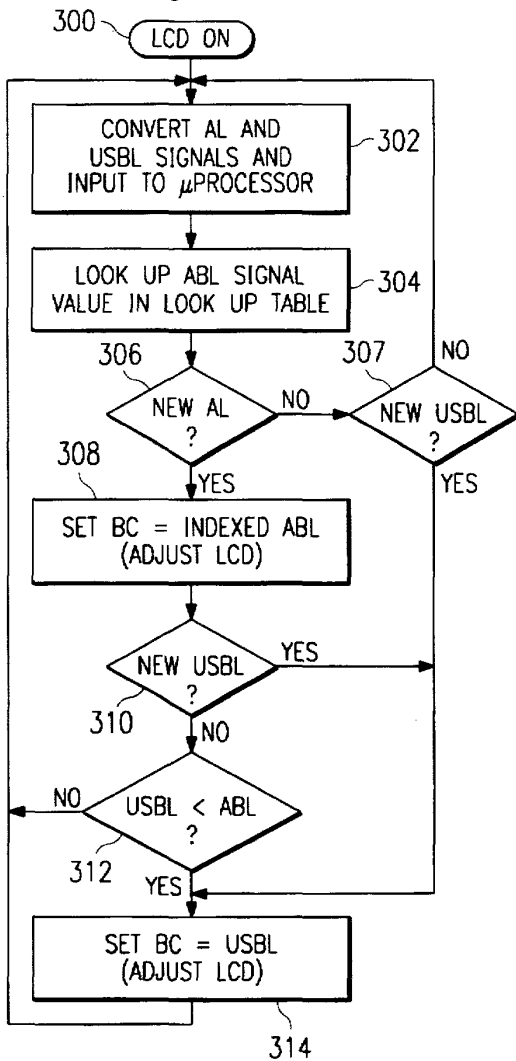 300
LCD ON
CONVERT AL AND
USBL SIGNALS AND
INPUT TO μPROCESSOR
302
LOOK UP ABL SIGNAL
VALUE IN LOOK UP TABLE
304
306
NEW AL
?
NO
307
NO
NEW USBL
?
YES
308
YES
SET BC = INDEXED ABL
(ADJUST LCD)
NEW USBL
?
YES
310
NO
USBL < ABL
?
NO
312
YES
SET BC = USBL
(ADJUST LCD)
314